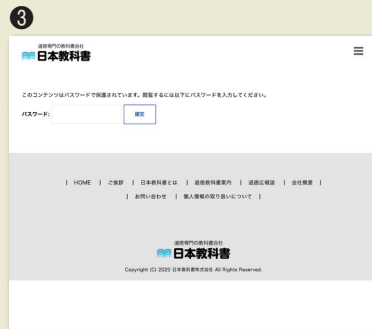 3
道徳専門の教科書会社
日本教科書
このコンテンツはパスワードで保護されています。閲覧するには以下にパスワードを入力してください。
パスワード:
確定
| HOME | ご挨拶 | 日本教科書とは | 道徳教科書案内 | 道徳広報誌 | 会社概要 |
| お問い合わせ | 個人情報の取り扱いについて |
道徳専門の教科書会社
日本教科書
Copyright (C) 2020 日本教科書株式会社 All Rights Reserved.